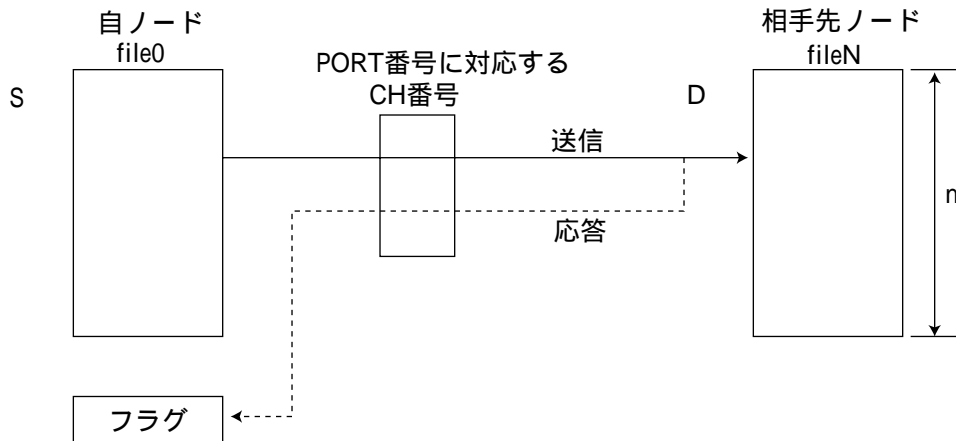 自ノード
file0
相手先ノード
fileN
PORT番号に対応する
CH番号
S
D
送信
n
応答
フラグ